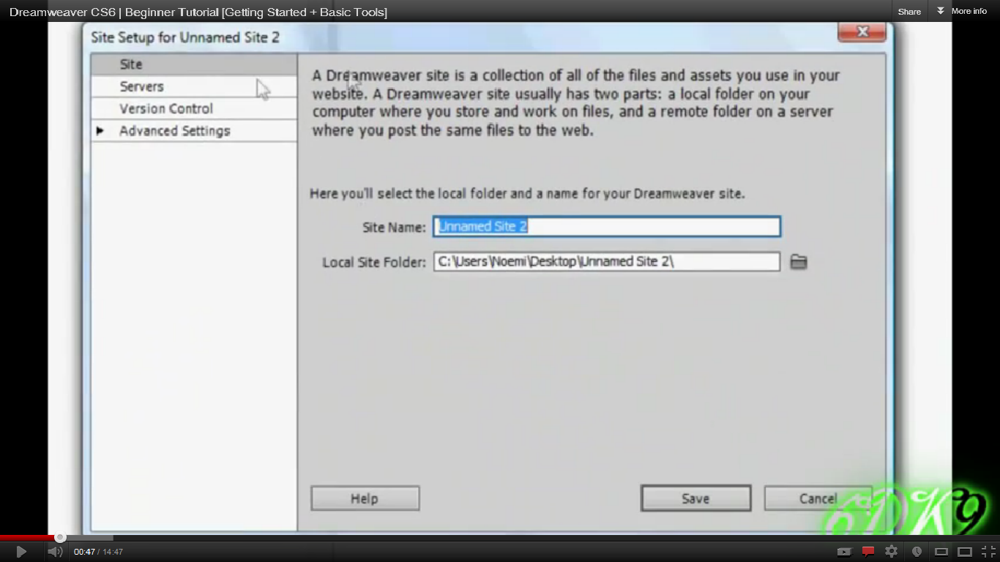 Dreamweaver CS6 | Beginner Tutorial [Getting Started + Basic Tools]
Share
More info
Site Setup for Unnamed Site 2
Site
Servers
Version Control
Advanced Settings
A Dreamweaver site is a collection of all of the files and assets you use in your
website. A Dreamweaver site usually has two parts: a local folder on your
computer where you store and work on files, and a remote folder on a server
where you post the same files to the web.
Here you'll select the local folder and a name for your Dreamweaver site.
Site Name: Unnamed Site 2
Local Site Folder: C:\Users\Noemi\Desktop\Unnamed Site 2\
Help
Save
Cancel
6DK9
00:47 / 14:47